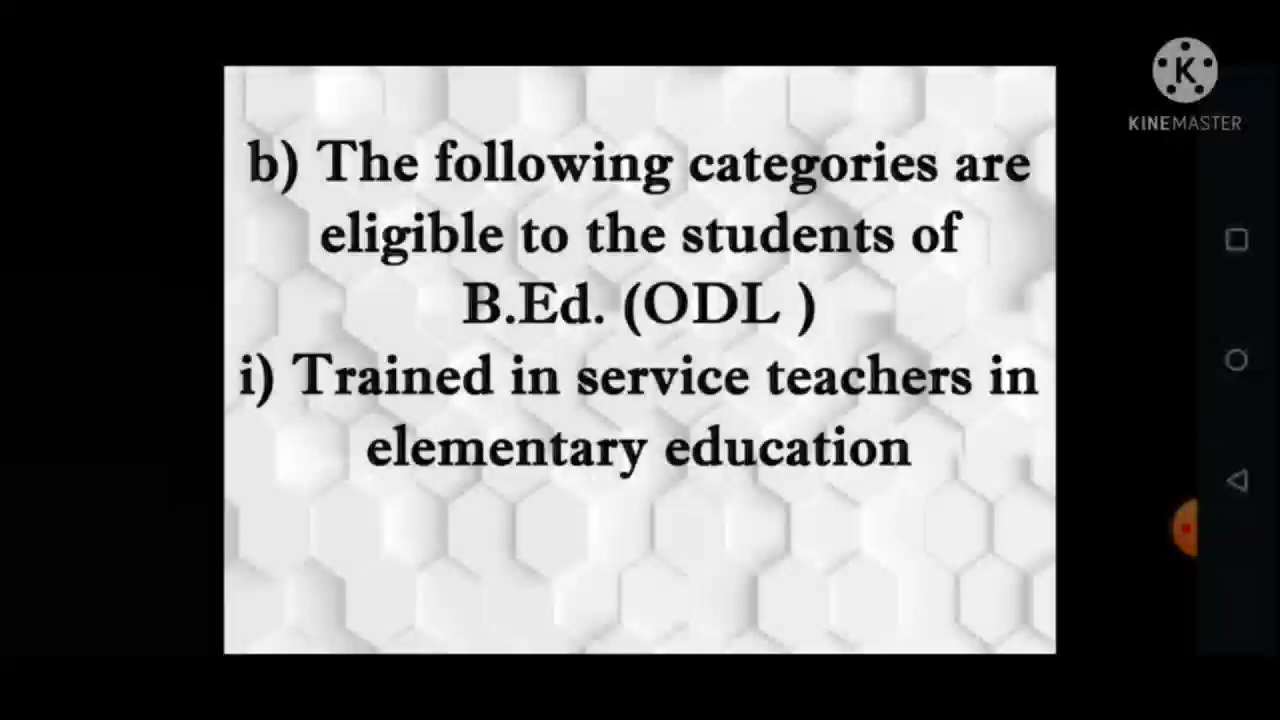 K
KINEMASTER
b) The following categories are
eligible to the students of
B.Ed. (ODL )
i) Trained in service teachers in
elementary education